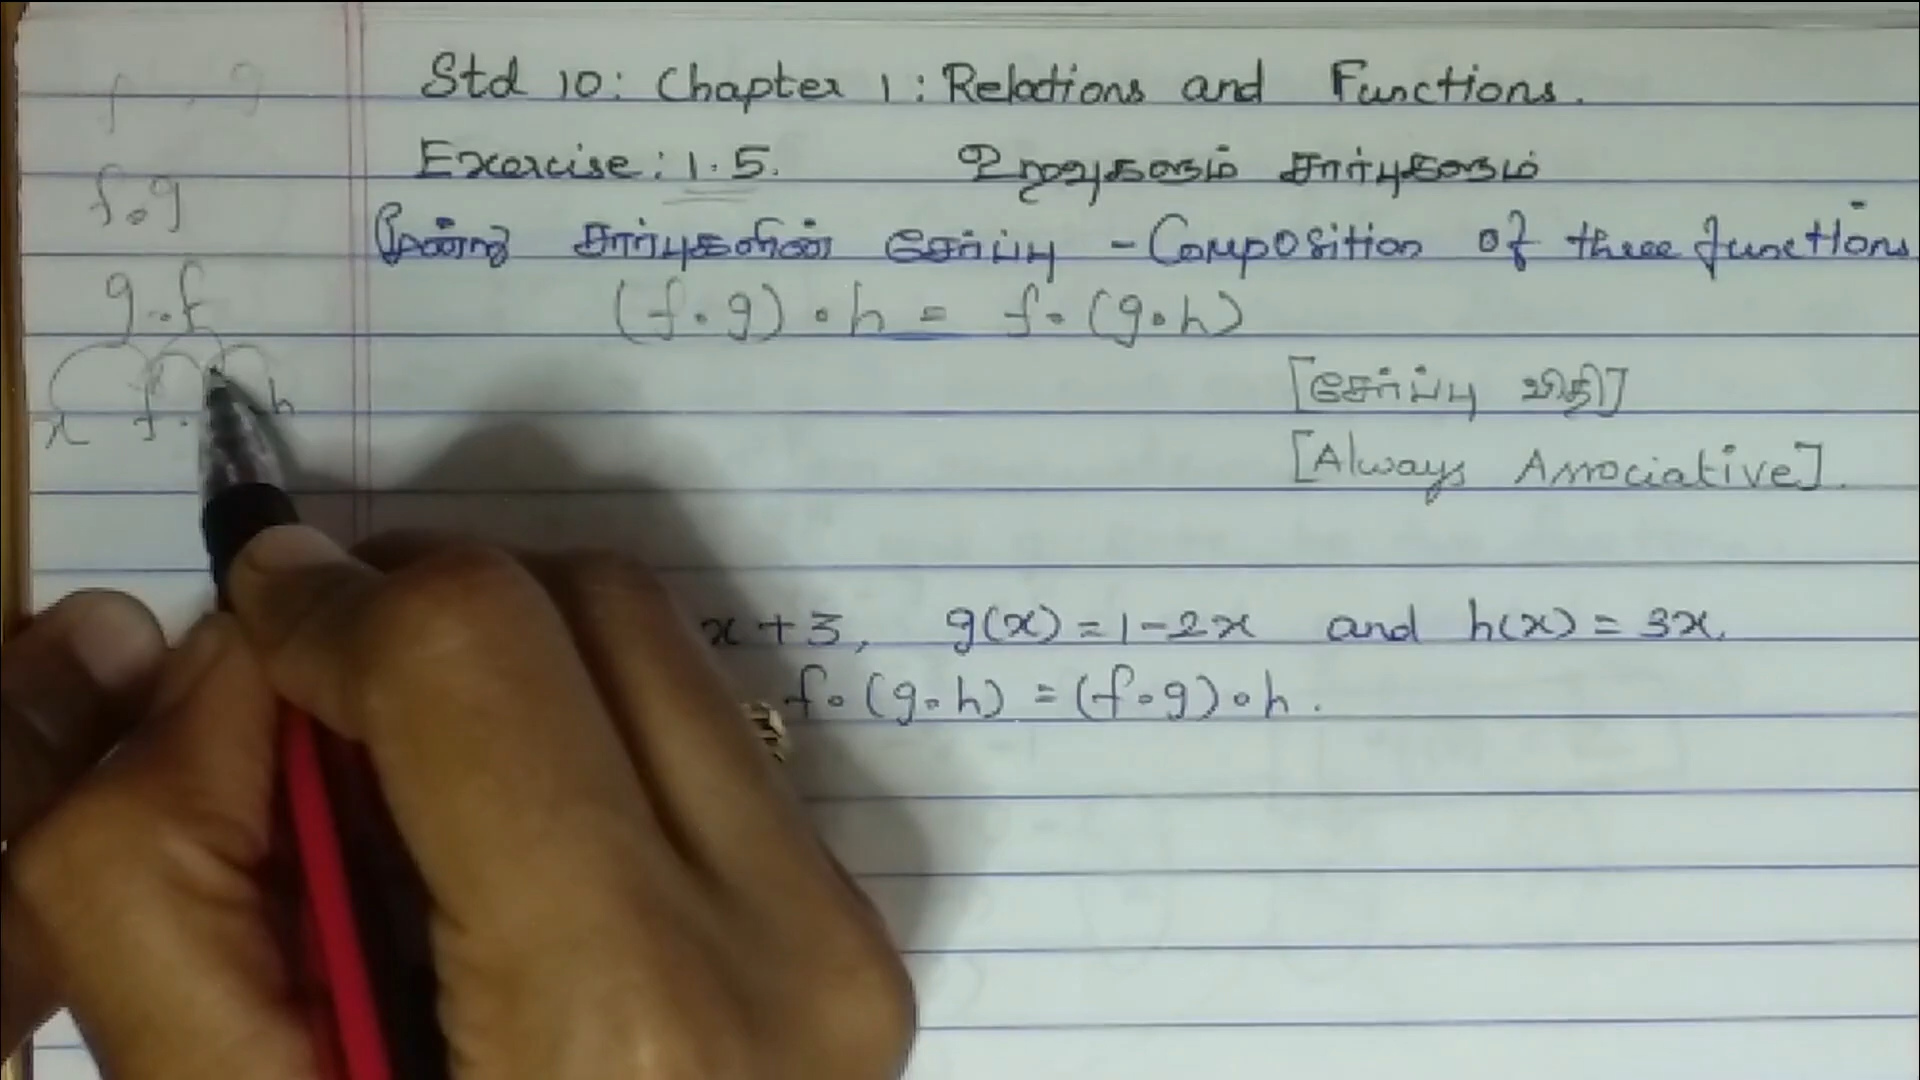 Std 10: Chapter 1: Relations and Functions.
Exercise: 1.5. உறவுகளும் சார்புகளும்
மூன்று சார்புகளின் சேர்ப்பு - Composition of three functions
f∘g
g∘f
(f∘g)∘h = f∘(g∘h)
[சேர்ப்பு விதி]
x f h
[Always Associative].
x+3, g(x)=1-2x and h(x)=3x.
f∘(g∘h) = (f∘g)∘h.